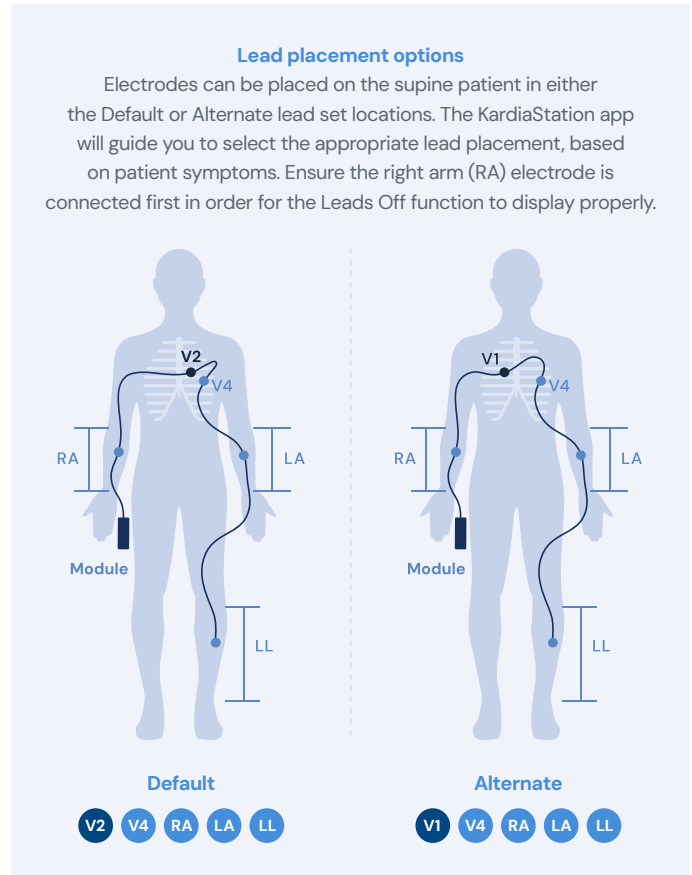 Lead placement options
Electrodes can be placed on the supine patient in either
the Default or Alternate lead set locations. The KardiaStation app
will guide you to select the appropriate lead placement, based
on patient symptoms. Ensure the right arm (RA) electrode is
connected first in order for the Leads Off function to display properly.
V2
V4
RA
LA
Module
LL
Default
V2 V4 RA LA LL
V1
V4
RA
LA
Module
LL
Alternate
V1 V4 RA LA LL